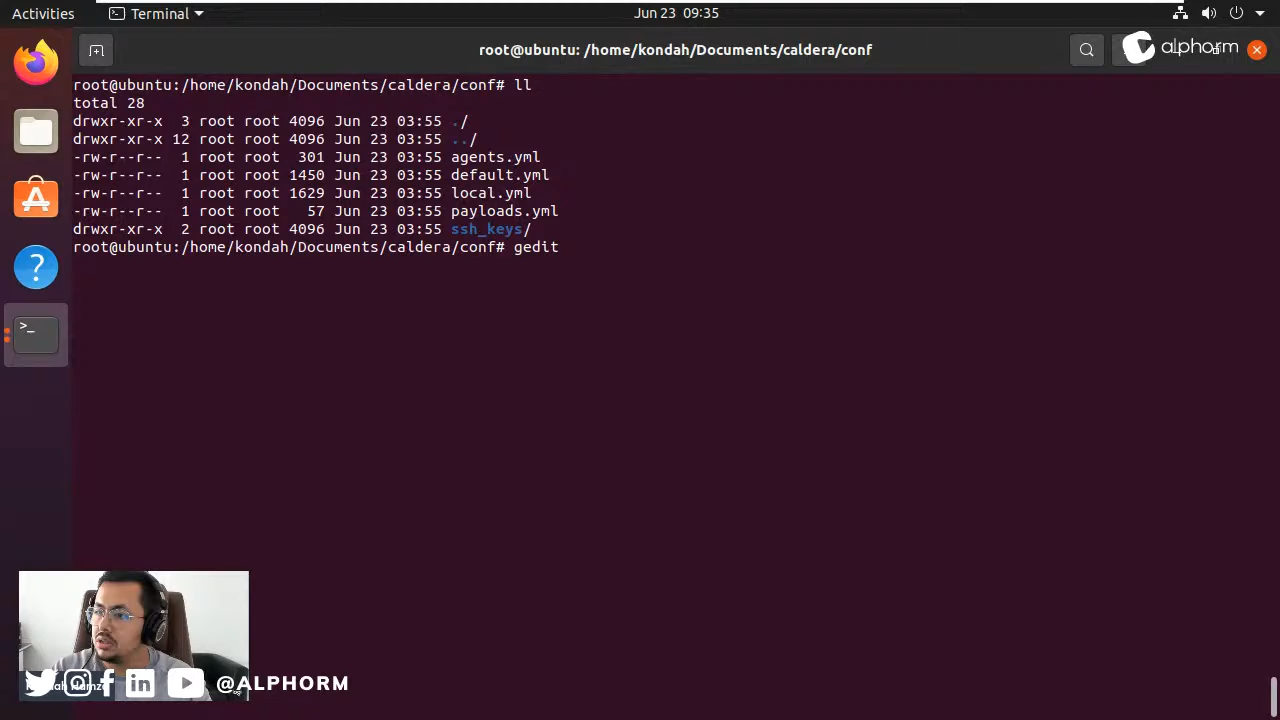 Activities
Terminal
Jun 23 09:35
root@ubuntu: /home/kondah/Documents/caldera/conf
alphorm
root@ubuntu:/home/kondah/Documents/caldera/conf# ll
total 28
drwxr-xr-x  3 root root 4096 Jun 23 03:55 ./
drwxr-xr-x 12 root root 4096 Jun 23 03:55 ../
-rw-r--r--  1 root root  301 Jun 23 03:55 agents.yml
-rw-r--r--  1 root root 1450 Jun 23 03:55 default.yml
-rw-r--r--  1 root root 1629 Jun 23 03:55 local.yml
-rw-r--r--  1 root root   57 Jun 23 03:55 payloads.yml
drwxr-xr-x  2 root root 4096 Jun 23 03:55 ssh_keys/
root@ubuntu:/home/kondah/Documents/caldera/conf# gedit
@ALPHORM